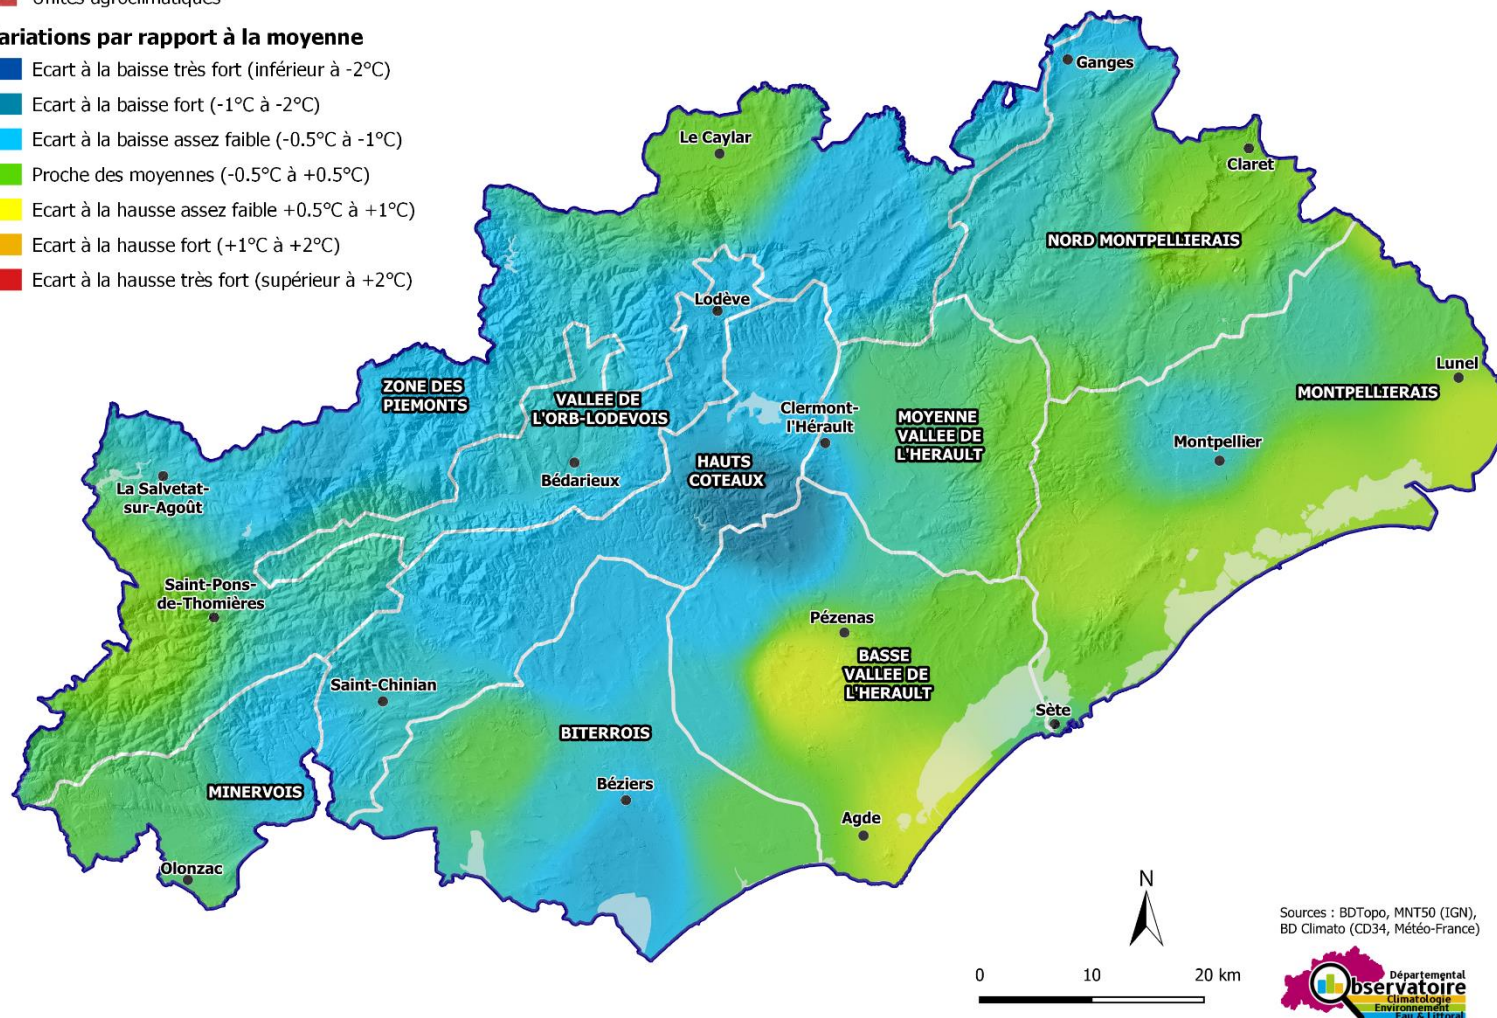 Unités agroclimatiques
ariations par rapport à la moyenne
Ecart à la baisse très fort (inférieur à -2°C)
Ecart à la baisse fort (-1°C à -2°C)
Ecart à la baisse assez faible (-0.5°C à -1°C)
Proche des moyennes (-0.5°C à +0.5°C)
Ecart à la hausse assez faible +0.5°C à +1°C)
Ecart à la hausse fort (+1°C à +2°C)
Ecart à la hausse très fort (supérieur à +2°C)
Ganges
Le Caylar
Claret
NORD MONTPELLIERAIS
Lodève
Lunel
ZONE DES
PIEMONTS
VALLEE DE
L'ORB-LODEVOIS
Clermont-
l'Hérault
MOYENNE
VALLEE DE
L'HERAULT
MONTPELLIERAIS
Montpellier
HAUTS
COTEAUX
Bédarieux
La Salvetat-
sur-Agoût
Saint-Pons-
de-Thomières
Pézenas
BASSE
VALLEE DE
L'HERAULT
Saint-Chinian
Sète
BITERROIS
MINERVOIS
Béziers
Agde
Olonzac
N
0 10 20 km
Sources : BDTopo, MNT50 (IGN),
BD Climato (CD34, Météo-France)
Départemental
Observatoire
Climatologie
Environnement
Eau & Littoral